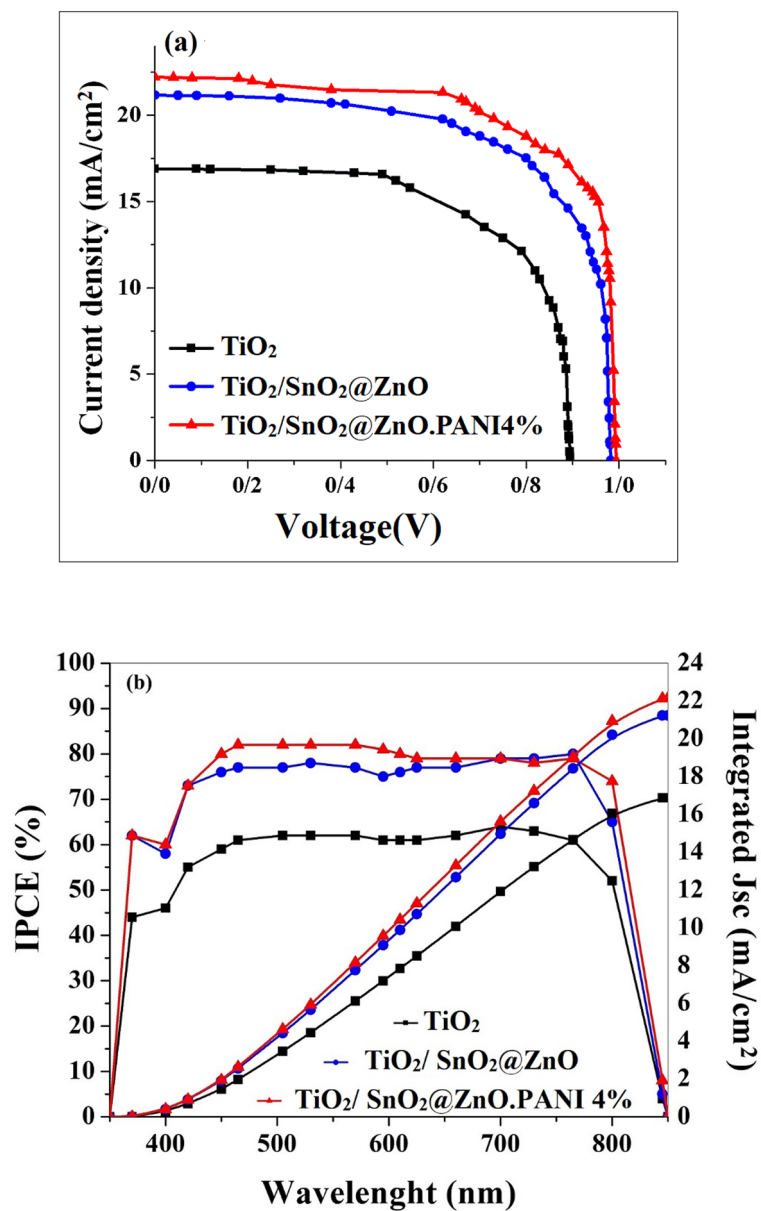 (a)
Current density (mA/cm²)
20
15
10
5
0
TiO₂
TiO₂/SnO₂@ZnO
TiO₂/SnO₂@ZnO.PANI4%
0/0 0/2 0/4 0/6 0/8 1/0
Voltage(V)
(b)
IPCE (%)
100
90
80
70
60
50
40
30
20
10
0
Integrated Jsc (mA/cm²)
24
22
20
18
16
14
12
10
8
6
4
2
0
TiO₂
TiO₂/ SnO₂@ZnO
TiO₂/ SnO₂@ZnO.PANI 4%
400 500 600 700 800
Wavelenght (nm)